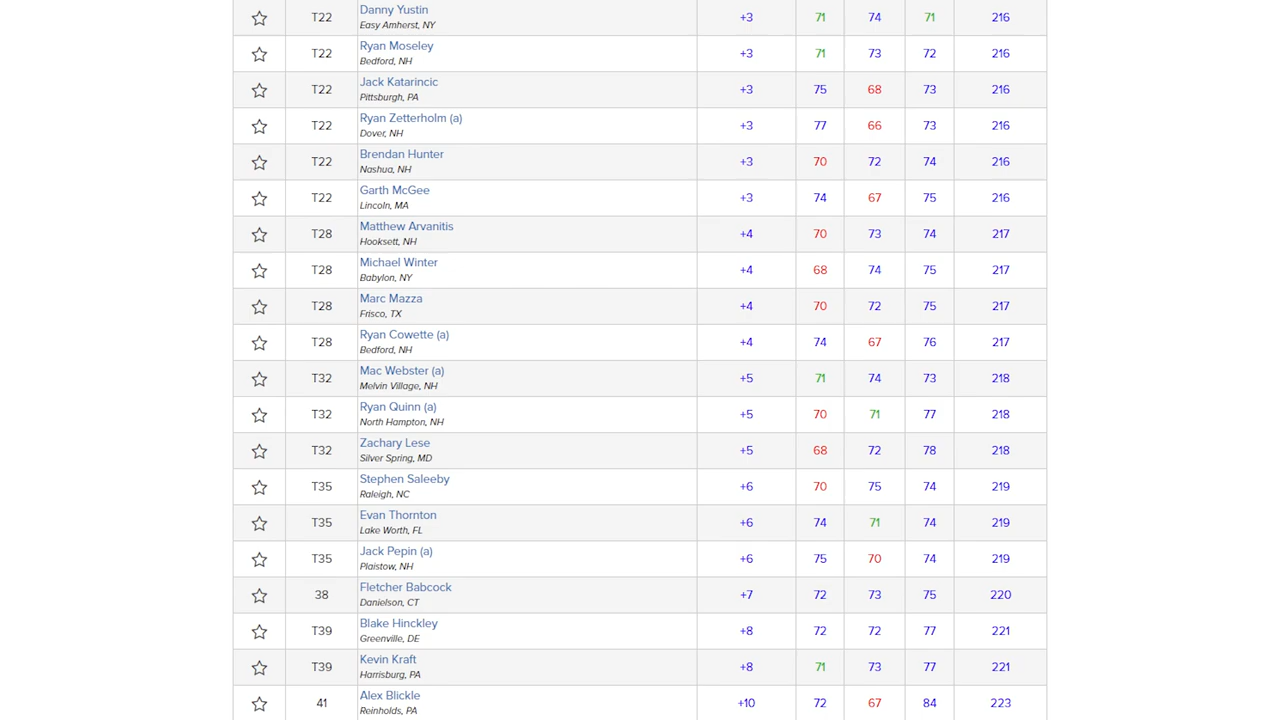 T22 Danny Yustin +3 71 74 71 216
Easy Amherst, NY
T22 Ryan Moseley +3 71 73 72 216
Bedford, NH
T22 Jack Katarincic +3 75 68 73 216
Pittsburgh, PA
T22 Ryan Zetterholm (a) +3 77 66 73 216
Dover, NH
T22 Brendan Hunter +3 70 72 74 216
Nashua, NH
T22 Garth McGee +3 74 67 75 216
Lincoln, MA
T28 Matthew Arvanitis +4 70 73 74 217
Hooksett, NH
T28 Michael Winter +4 68 74 75 217
Babylon, NY
T28 Marc Mazza +4 70 72 75 217
Frisco, TX
T28 Ryan Cowette (a) +4 74 67 76 217
Bedford, NH
T32 Mac Webster (a) +5 71 74 73 218
Melvin Village, NH
T32 Ryan Quinn (a) +5 70 71 77 218
North Hampton, NH
T32 Zachary Lese +5 68 72 78 218
Silver Spring, MD
T35 Stephen Saleeby +6 70 75 74 219
Raleigh, NC
T35 Evan Thornton +6 74 71 74 219
Lake Worth, FL
T35 Jack Pepin (a) +6 75 70 74 219
Plaistow, NH
38 Fletcher Babcock +7 72 73 75 220
Danielson, CT
T39 Blake Hinckley +8 72 72 77 221
Greenville, DE
T39 Kevin Kraft +8 71 73 77 221
Harrisburg, PA
41 Alex Blickle +10 72 67 84 223
Reinholds, PA